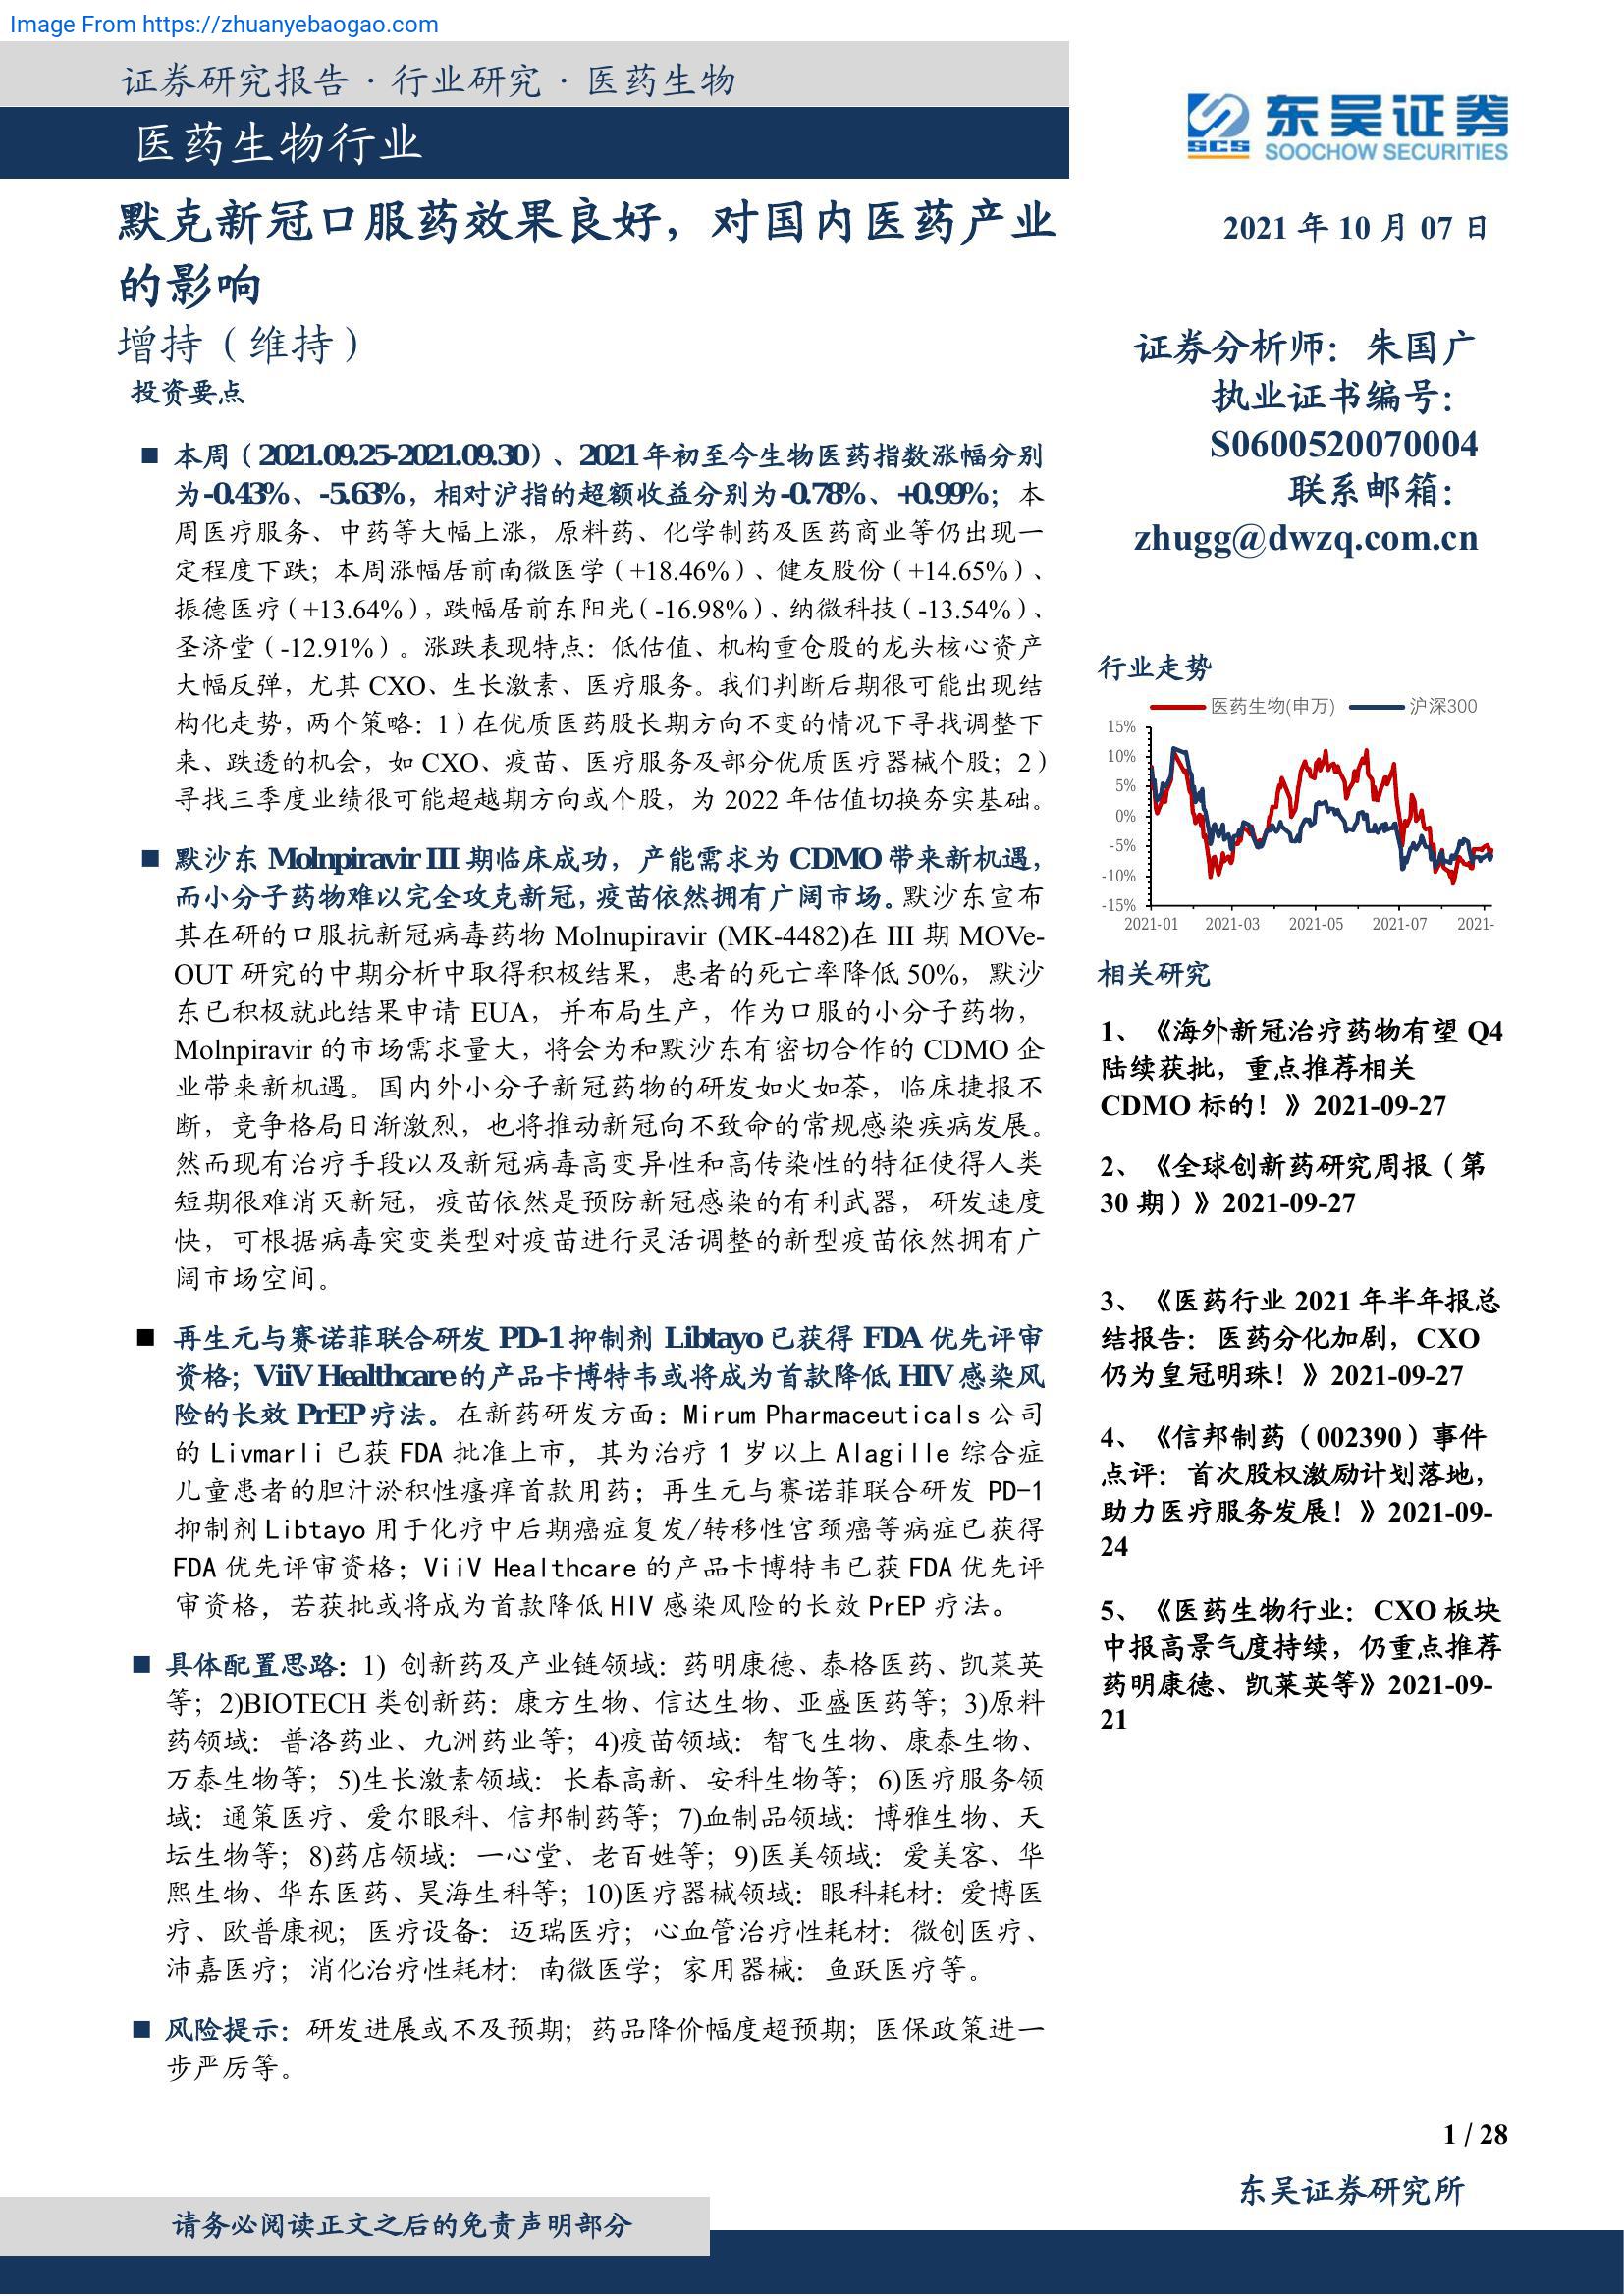 Image From https://zhuanyebaogao.com
证券研究报告·行业研究·医药生物
医药生物行业
东吴证券
SCS
SOOCHOW SECURITIES
默克新冠口服药效果良好，对国内医药产业
的影响
增持（维持）
投资要点
■ 本周（2021.09.25-2021.09.30）、2021年初至今生物医药指数涨幅分别
为-0.43%、-5.63%，相对沪指的超额收益分别为-0.78%、+0.99%；本
周医疗服务、中药等大幅上涨，原料药、化学制药及医药商业等仍出现一
定程度下跌；本周涨幅居前南微医学（+18.46%）、健友股份（+14.65%）、
振德医疗（+13.64%），跌幅居前东阳光（-16.98%）、纳微科技（-13.54%）、
圣济堂（-12.91%）。涨跌表现特点：低估值、机构重仓股的龙头核心资产
大幅反弹，尤其 CXO、生长激素、医疗服务。我们判断后期很可能出现结
构化走势，两个策略：1）在优质医药股长期方向不变的情况下寻找调整下
来、跌透的机会，如 CXO、疫苗、医疗服务及部分优质医疗器械个股；2）
寻找三季度业绩很可能超越期方向或个股，为 2022 年估值切换夯实基础。
■ 默沙东 Molnpiravir III 期临床成功，产能需求为 CDMO 带来新机遇，
而小分子药物难以完全攻克新冠，疫苗依然拥有广阔市场。默沙东宣布
其在研的口服抗新冠病毒药物 Molnupiravir (MK-4482)在 III 期 MOVe-
OUT 研究的中期分析中取得积极结果，患者的死亡率降低 50%，默沙
东已积极就此结果申请 EUA，并布局生产，作为口服的小分子药物，
Molnpiravir 的市场需求量大，将会为和默沙东有密切合作的 CDMO 企
业带来新机遇。国内外小分子新冠药物的研发如火如荼，临床捷报不
断，竞争格局日渐激烈，也将推动新冠向不致命的常规感染疾病发展。
然而现有治疗手段以及新冠病毒高变异性和高传染性的特征使得人类
短期很难消灭新冠，疫苗依然是预防新冠感染的有利武器，研发速度
快，可根据病毒突变类型对疫苗进行灵活调整的新型疫苗依然拥有广
阔市场空间。
■ 再生元与赛诺菲联合研发 PD-1 抑制剂 Libtayo 已获得 FDA 优先评审
资格；ViiV Healthcare 的产品卡博特韦或将成为首款降低 HIV 感染风
险的长效 PrEP 疗法。在新药研发方面：Mirum Pharmaceuticals 公司
的 Livmarli 已获 FDA 批准上市，其为治疗 1 岁以上 Alagille 综合症
儿童患者的胆汁淤积性瘙痒首款用药；再生元与赛诺菲联合研发 PD-1
抑制剂 Libtayo 用于化疗中后期癌症复发/转移性宫颈癌等病症已获得
FDA 优先评审资格；ViiV Healthcare 的产品卡博特韦已获 FDA 优先评
审资格，若获批或将成为首款降低 HIV 感染风险的长效 PrEP 疗法。
■ 具体配置思路：1) 创新药及产业链领域：药明康德、泰格医药、凯莱英
等；2)BIOTECH 类创新药：康方生物、信达生物、亚盛医药等；3)原料
药领域：普洛药业、九洲药业等；4)疫苗领域：智飞生物、康泰生物、
万泰生物等；5)生长激素领域：长春高新、安科生物等；6)医疗服务领
域：通策医疗、爱尔眼科、信邦制药等；7)血制品领域：博雅生物、天
坛生物等；8)药店领域：一心堂、老百姓等；9)医美领域：爱美客、华
熙生物、华东医药、昊海生科等；10)医疗器械领域：眼科耗材：爱博医
疗、欧普康视；医疗设备：迈瑞医疗；心血管治疗性耗材：微创医疗、
沛嘉医疗；消化治疗性耗材：南微医学；家用器械：鱼跃医疗等。
■ 风险提示：研发进展或不及预期；药品降价幅度超预期；医保政策进一
步严厉等。
2021 年 10 月 07 日
证券分析师：朱国广
执业证书编号：
S0600520070004
联系邮箱：
zhugg@dwzq.com.cn
行业走势
医药生物(申万) 沪深300
15%
10%
5%
0%
-5%
-10%
-15%
2021-01 2021-03 2021-05 2021-07 2021-
相关研究
1、《海外新冠治疗药物有望 Q4
陆续获批，重点推荐相关
CDMO 标的！》2021-09-27
2、《全球创新药研究周报（第
30 期）》2021-09-27
3、《医药行业 2021 年半年报总
结报告：医药分化加剧，CXO
仍为皇冠明珠！》2021-09-27
4、《信邦制药（002390）事件
点评：首次股权激励计划落地，
助力医疗服务发展！》2021-09-
24
5、《医药生物行业：CXO 板块
中报高景气度持续，仍重点推荐
药明康德、凯莱英等》2021-09-
21
1 / 28
东吴证券研究所
请务必阅读正文之后的免责声明部分